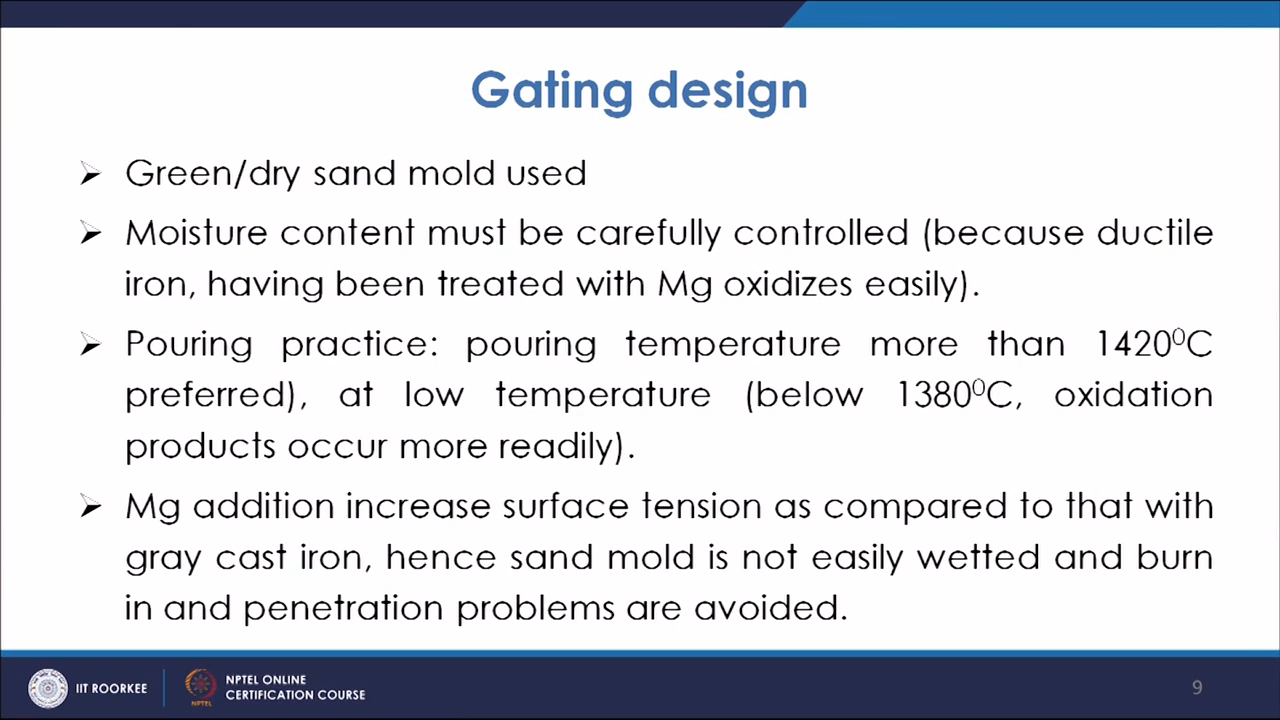 Gating design
➢ Green/dry sand mold used
➢ Moisture content must be carefully controlled (because ductile
iron, having been treated with Mg oxidizes easily).
➢ Pouring practice: pouring temperature more than 1420⁰C
preferred), at low temperature (below 1380⁰C, oxidation
products occur more readily).
➢ Mg addition increase surface tension as compared to that with
gray cast iron, hence sand mold is not easily wetted and burn
in and penetration problems are avoided.
IIT ROORKEE
NPTEL
NPTEL ONLINE
CERTIFICATION COURSE
9